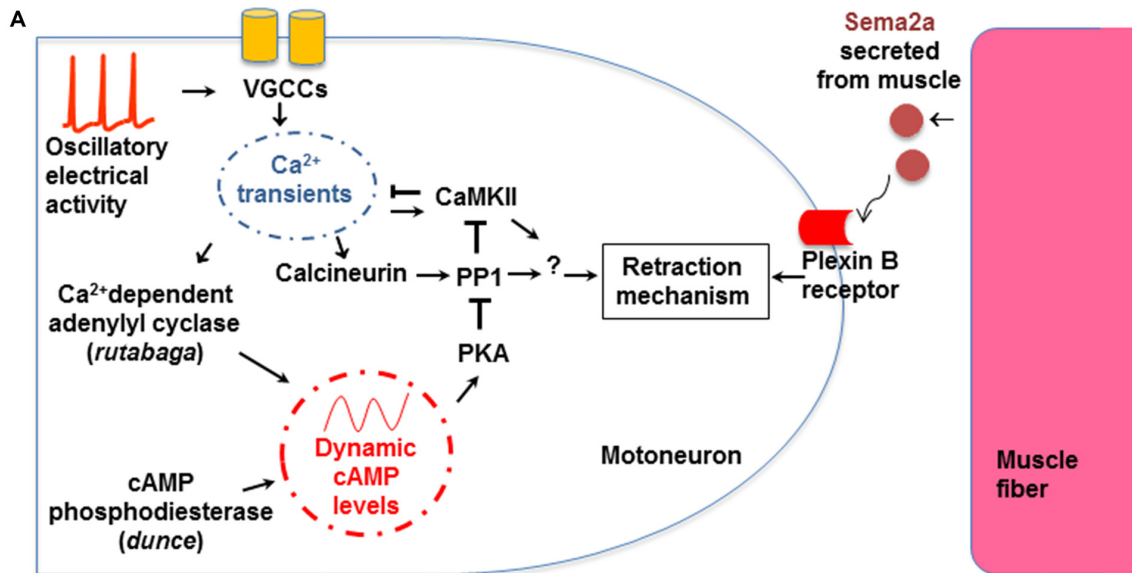 A
VGCCs
Oscillatory
electrical
activity
Ca²⁺
transients
CaMKII
Calcineurin
PP1
?
Retraction
mechanism
Plexin B
receptor
Sema2a
secreted
from muscle
Ca²⁺dependent
adenylyl cyclase
(rutabaga)
PKA
Dynamic
cAMP
levels
cAMP
phosphodiesterase
(dunce)
Motoneuron
Muscle
fiber